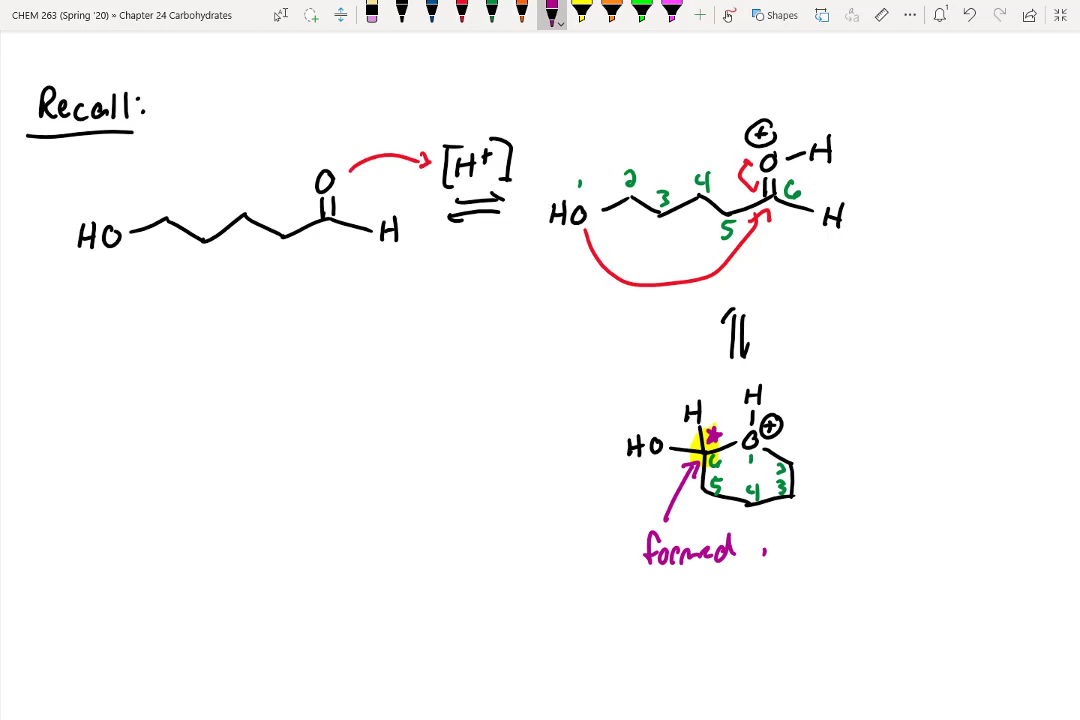 CHEM 263 (Spring '20) » Chapter 24 Carbohydrates
Shapes
1
Recall:
O
HO
H
[H+]
+
O H
1 2 3 4 5 6
HO
H
H
H
+
HO
* O
6 1 2
5 4 3
formed